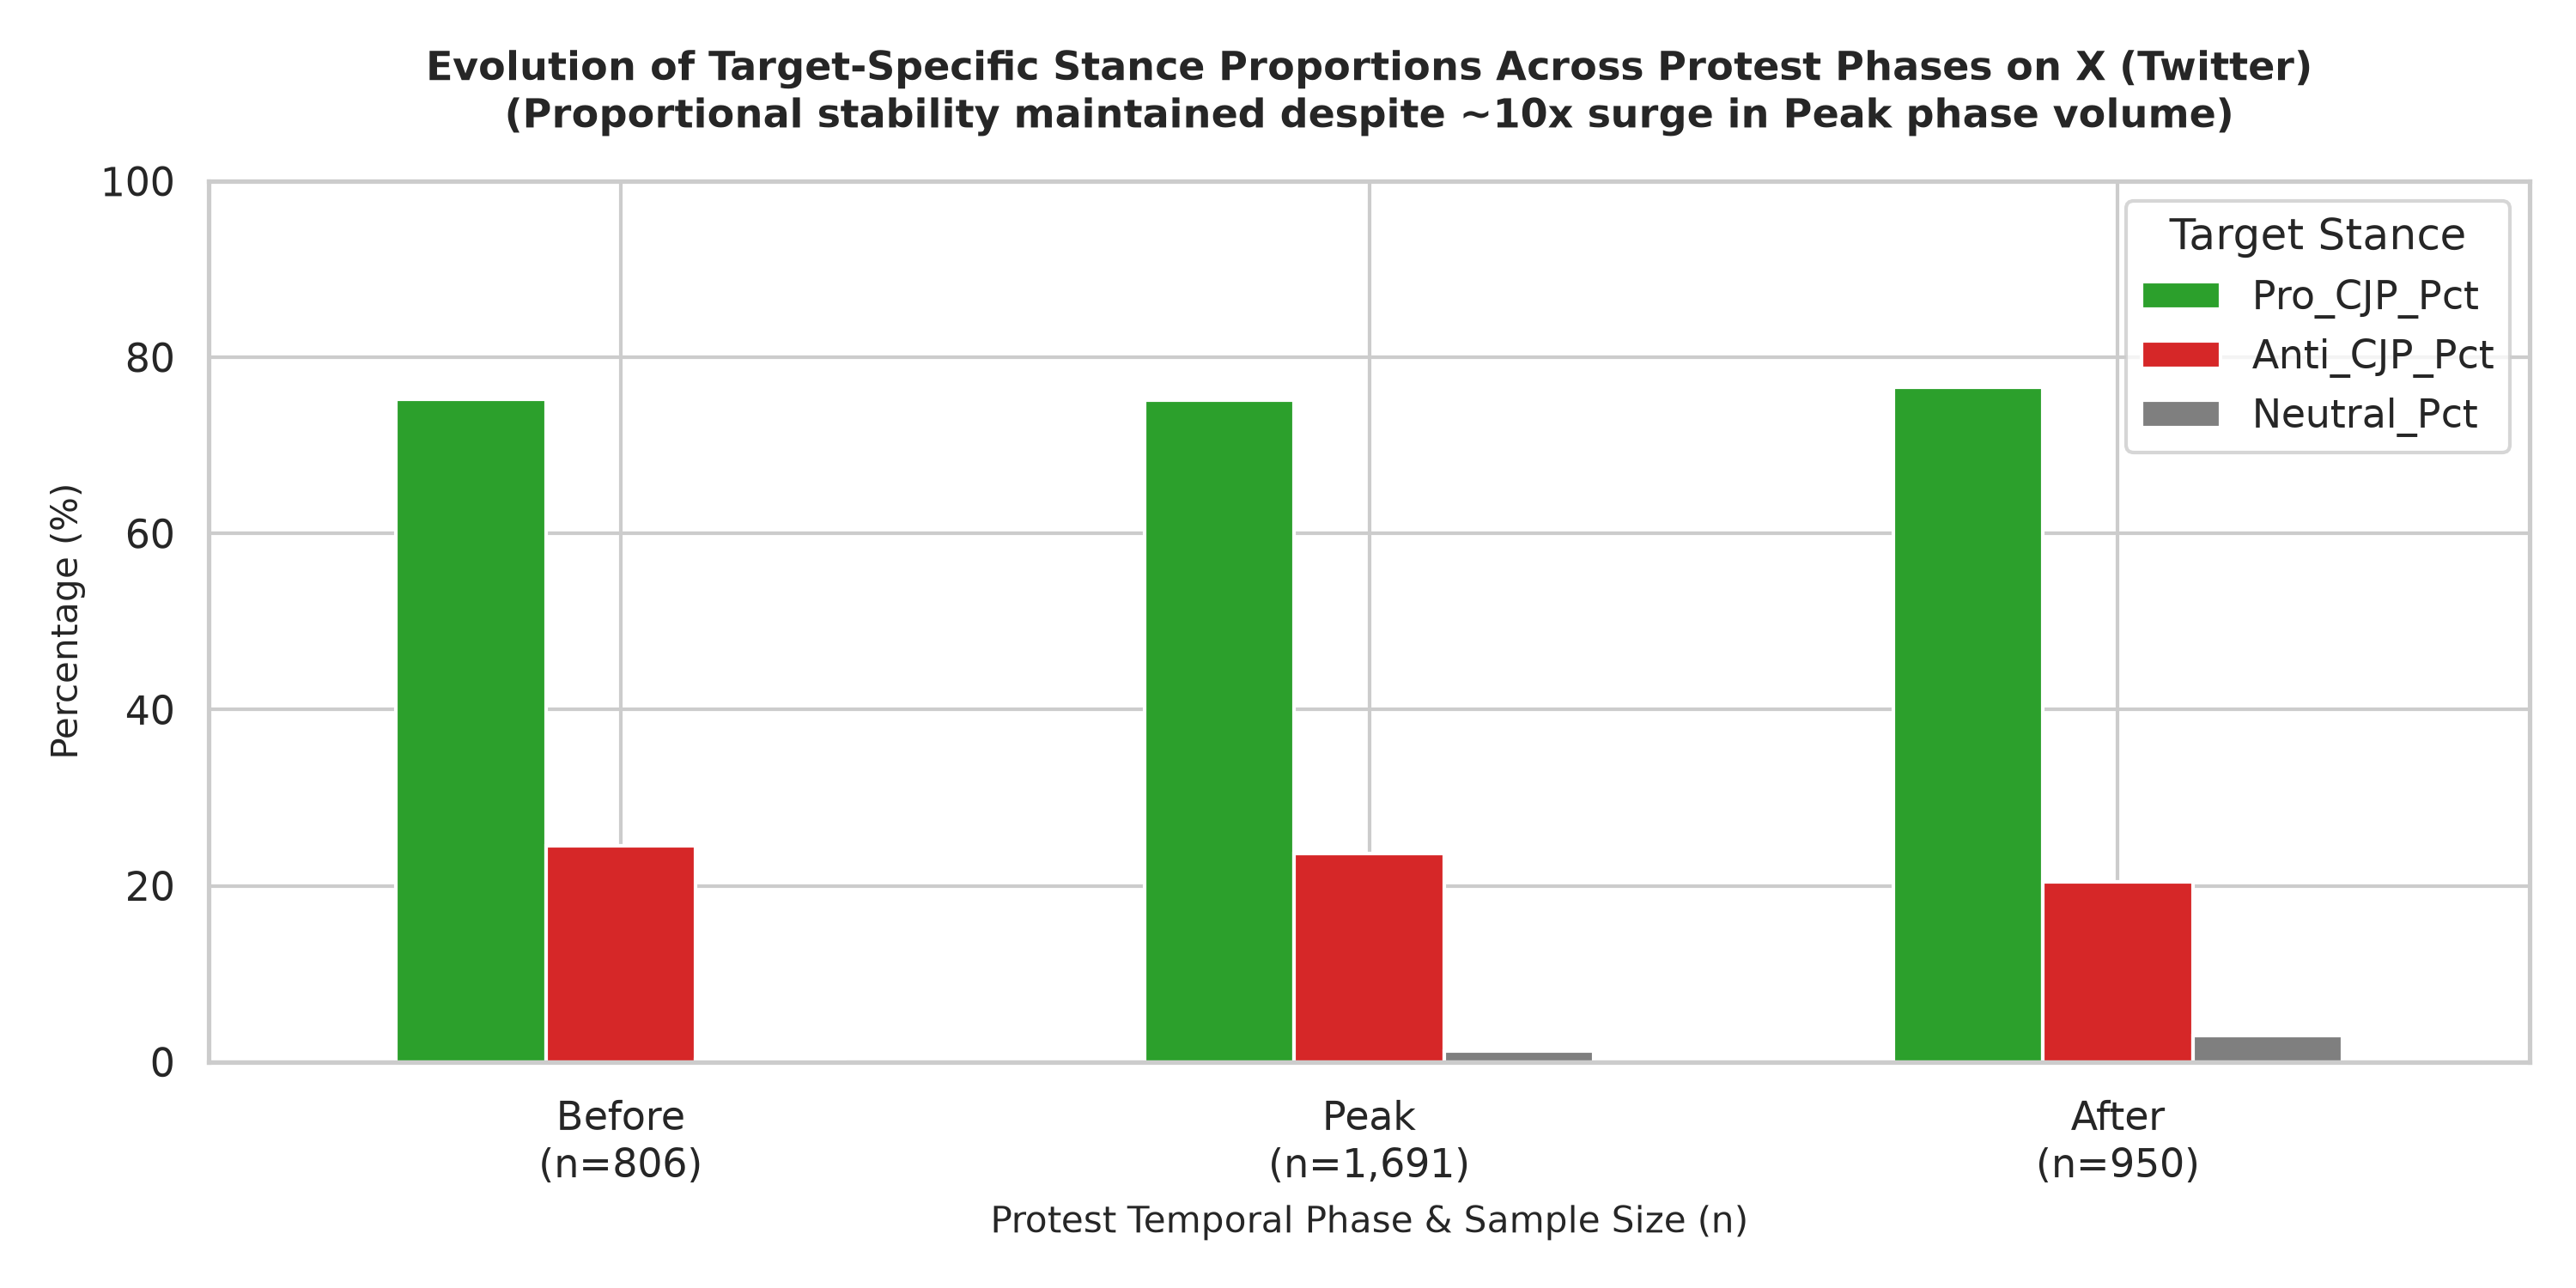 Evolution of Target-Specific Stance Proportions Across Protest Phases on X (Twitter)
(Proportional stability maintained despite ~10x surge in Peak phase volume)
100
80
60
40
20
0
Percentage (%)
Target Stance
Pro_CJP_Pct
Anti_CJP_Pct
Neutral_Pct
Before
(n=806)
Peak
(n=1,691)
After
(n=950)
Protest Temporal Phase & Sample Size (n)